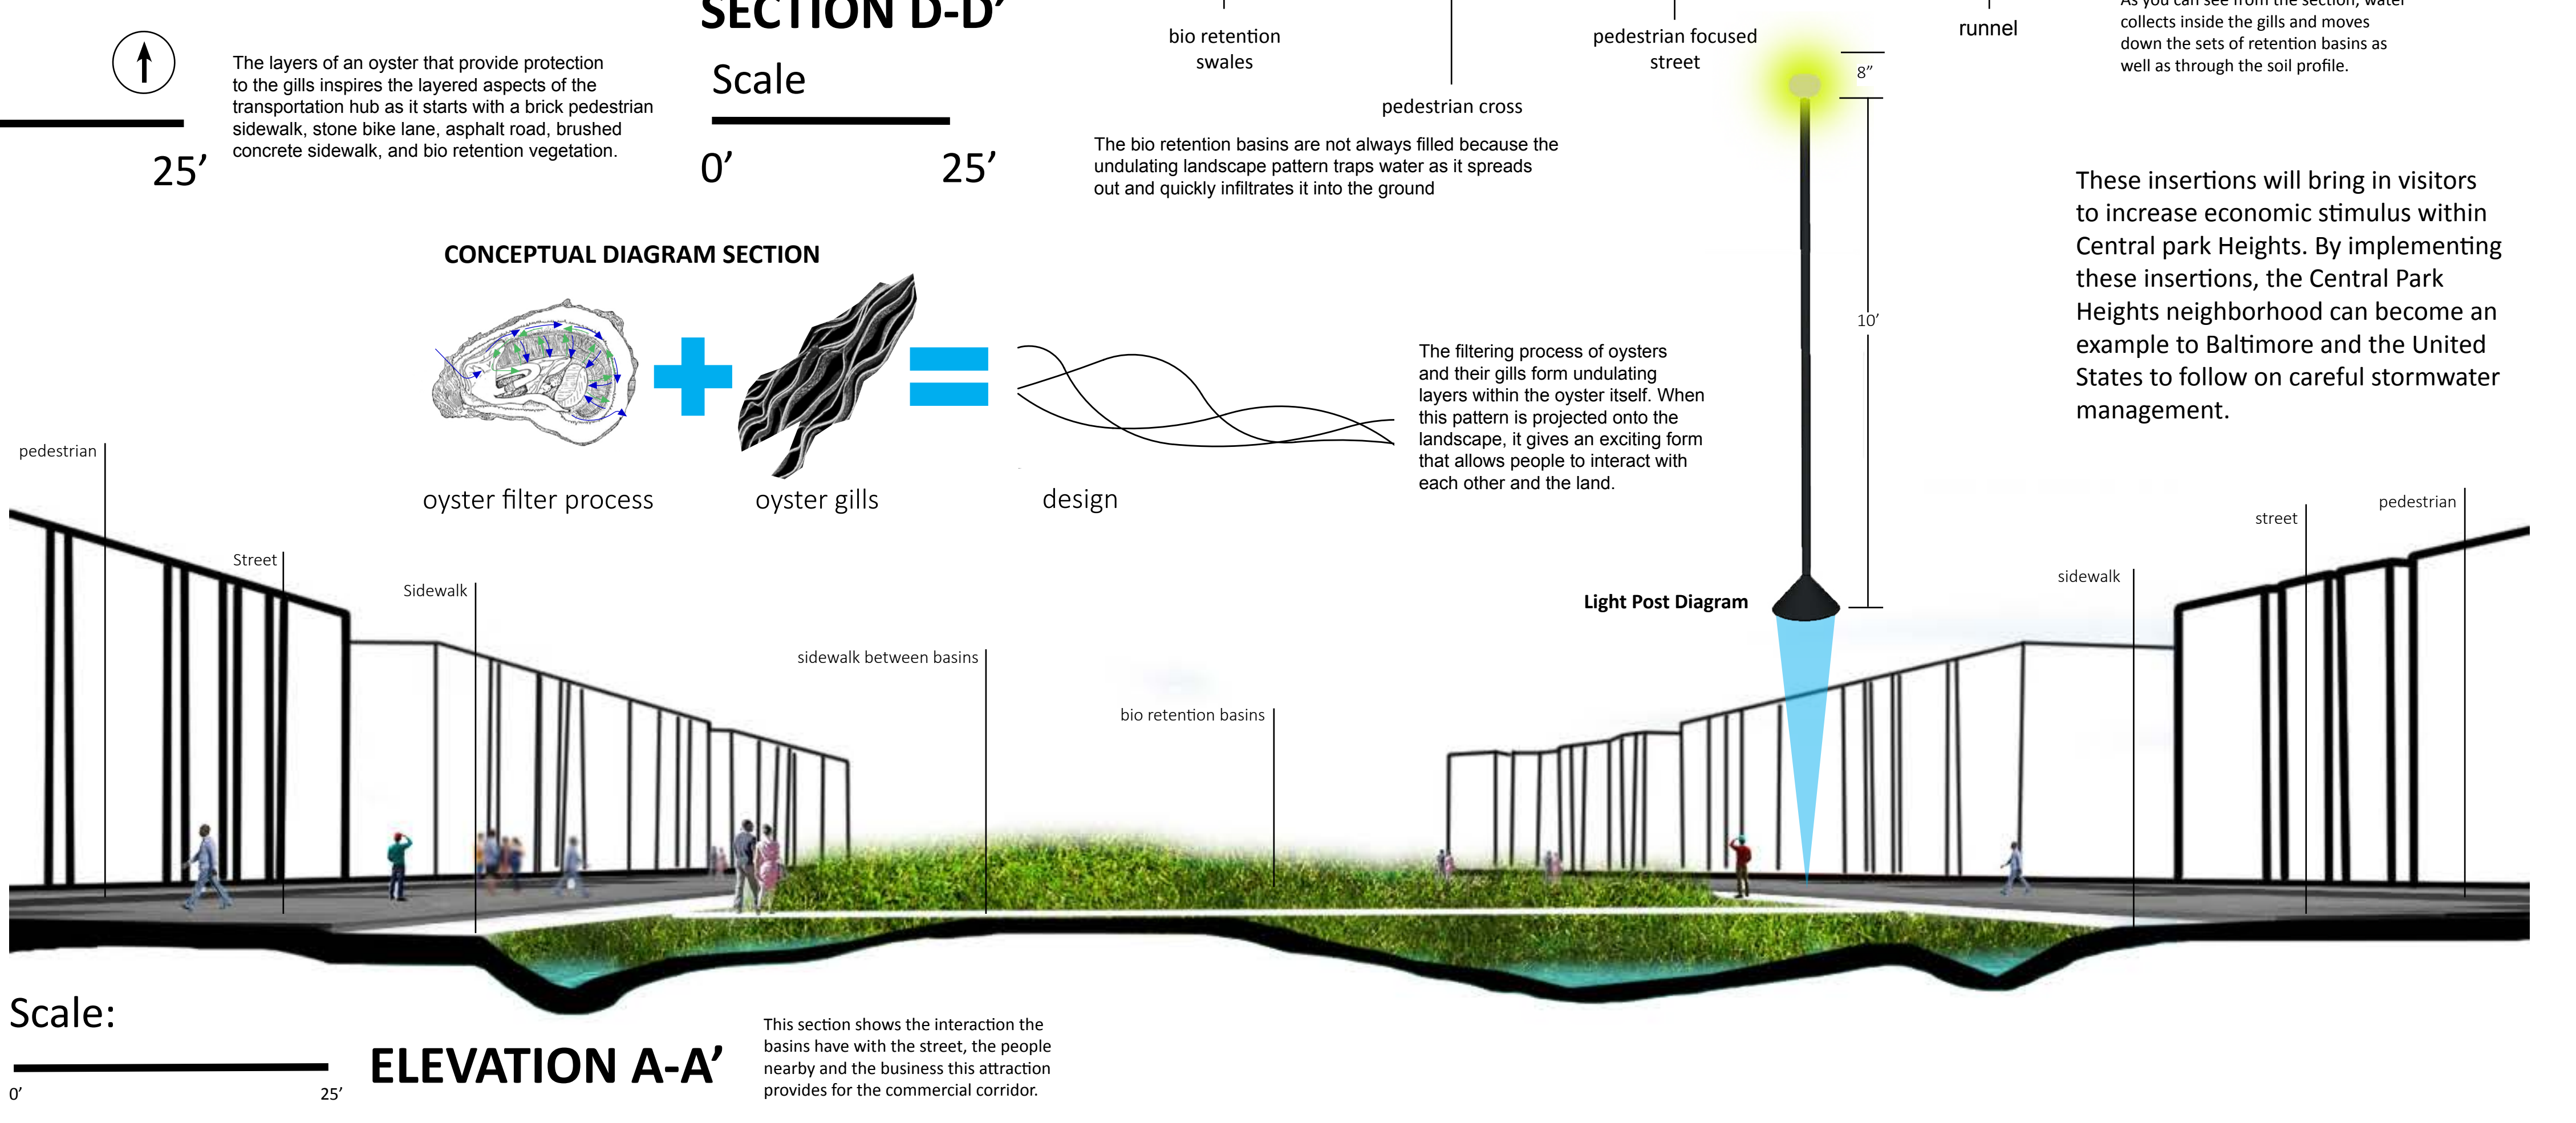 SECTION D-D’
Scale
0’
25’
25’
The layers of an oyster that provide protection
to the gills inspires the layered aspects of the
transportation hub as it starts with a brick pedestrian
sidewalk, stone bike lane, asphalt road, brushed
concrete sidewalk, and bio retention vegetation.
bio retention
swales
pedestrian cross
pedestrian focused
street
runnel
As you can see from the section, water
collects inside the gills and moves
down the sets of retention basins as
well as through the soil profile.
The bio retention basins are not always filled because the
undulating landscape pattern traps water as it spreads
out and quickly infiltrates it into the ground
8”
10’
These insertions will bring in visitors
to increase economic stimulus within
Central park Heights. By implementing
these insertions, the Central Park
Heights neighborhood can become an
example to Baltimore and the United
States to follow on careful stormwater
management.
CONCEPTUAL DIAGRAM SECTION
oyster filter process
oyster gills
design
The filtering process of oysters
and their gills form undulating
layers within the oyster itself. When
this pattern is projected onto the
landscape, it gives an exciting form
that allows people to interact with
each other and the land.
Light Post Diagram
pedestrian
Street
Sidewalk
sidewalk between basins
bio retention basins
sidewalk
street
pedestrian
Scale:
0’
25’
ELEVATION A-A’
This section shows the interaction the
basins have with the street, the people
nearby and the business this attraction
provides for the commercial corridor.